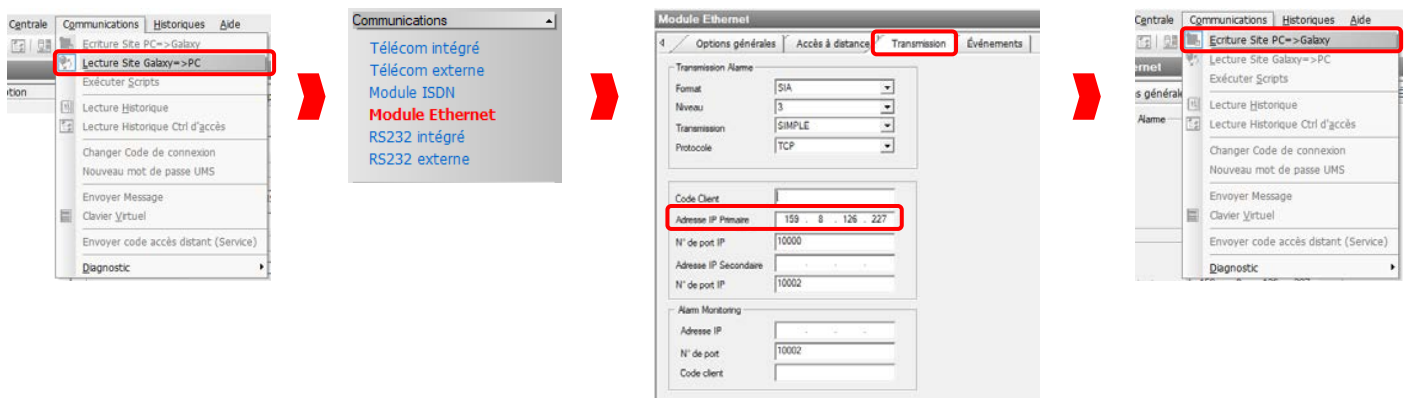 Centrale Communications Historiques Aide
Ecriture Site PC=>Galaxy
Lecture Site Galaxy=>PC
Exécuter Scripts
Lecture Historique
Lecture Historique Ctrl d'accès
Changer Code de connexion
Nouveau mot de passe UMS
Envoyer Message
Clavier Virtuel
Envoyer code accès distant (Service)
Diagnostic
Communications
Télécom intégré
Télécom externe
Module ISDN
Module Ethernet
RS232 intégré
RS232 externe
Module Ethernet
Options générales Accès à distance Transmission Événements
Transmission Alarme
Format SIA
Niveau 3
Transmission SIMPLE
Protocole TCP
Code Client
Adresse IP Primaire 159 . 8 . 126 . 227
N° de port IP 10000
Adresse IP Secondaire . . .
N° de port IP 10002
Alarm Monitoring
Adresse IP . . .
N° de port 10002
Code client
Centrale Communications Historiques Aide
Ecriture Site PC=>Galaxy
Lecture Site Galaxy=>PC
Exécuter Scripts
Lecture Historique
Alarme Lecture Historique Ctrl d'accès
Changer Code de connexion
Nouveau mot de passe UMS
Envoyer Message
Clavier Virtuel
Envoyer code accès distant (Service)
Diagnostic